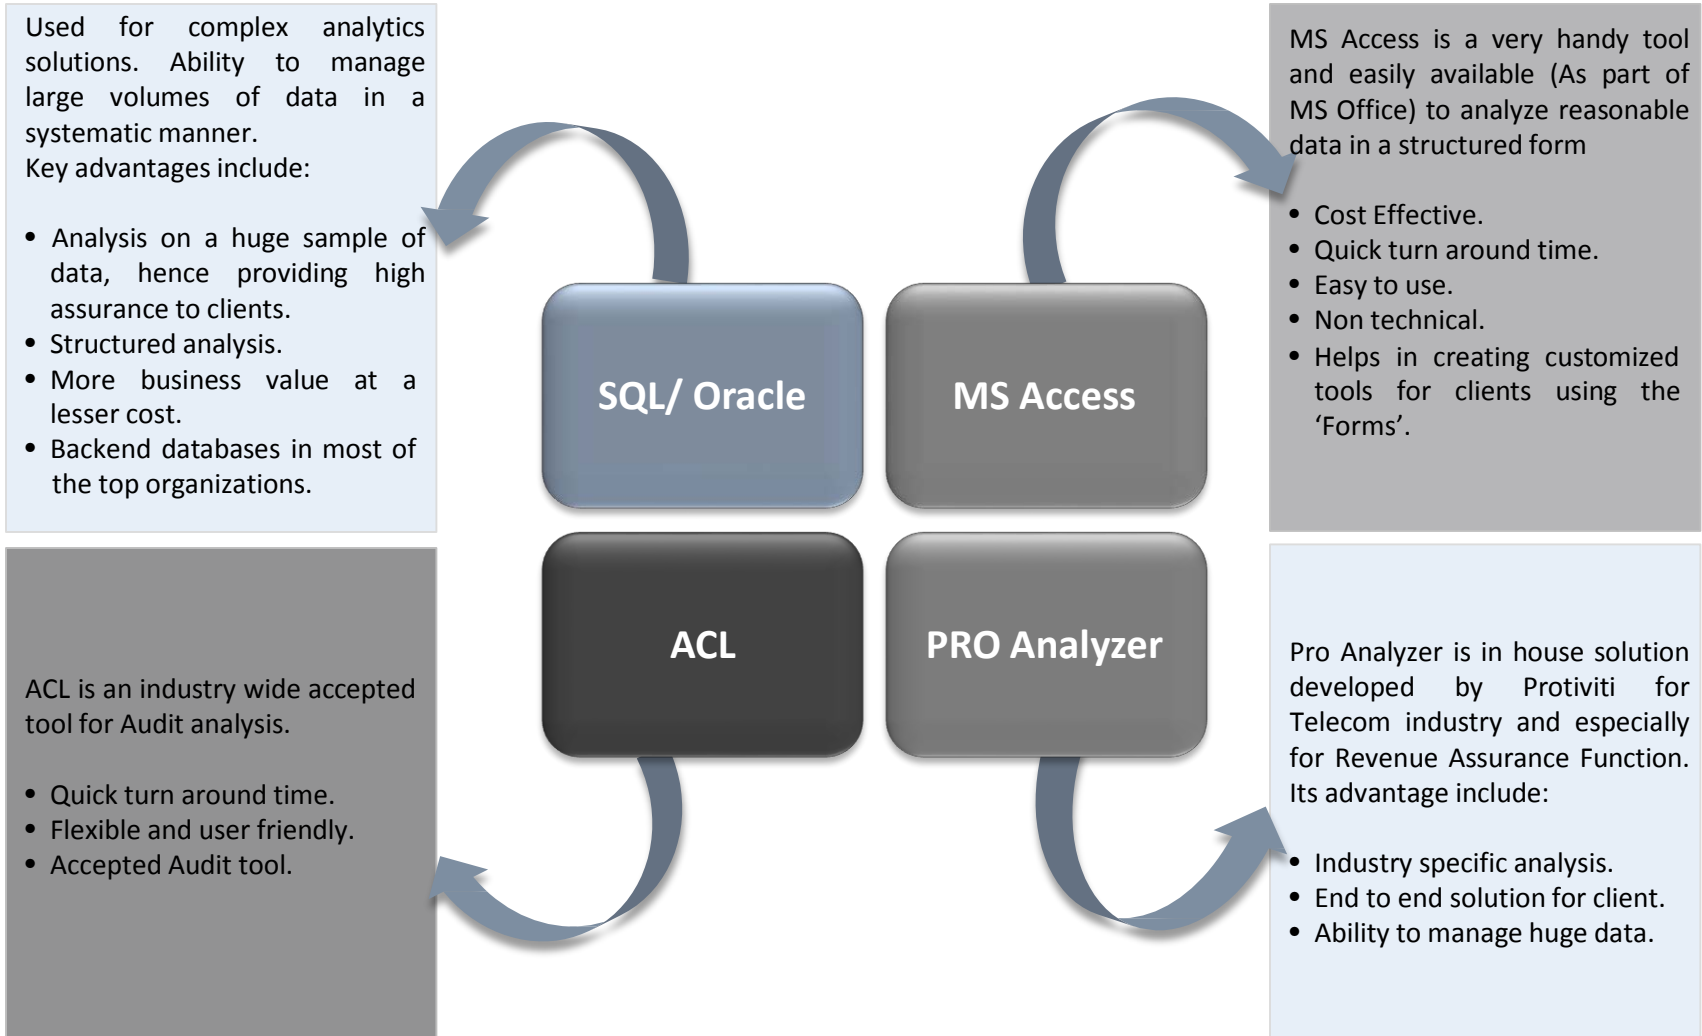 Used for complex analytics
solutions. Ability to manage
large volumes of data in a
systematic manner.
Key advantages include:
• Analysis on a huge sample of
data, hence providing high
assurance to clients.
• Structured analysis.
• More business value at a
lesser cost.
• Backend databases in most of
the top organizations.
SQL/ Oracle
MS Access
MS Access is a very handy tool
and easily available (As part of
MS Office) to analyze reasonable
data in a structured form
• Cost Effective.
• Quick turn around time.
• Easy to use.
• Non technical.
• Helps in creating customized
tools for clients using the
‘Forms’.
ACL is an industry wide accepted
tool for Audit analysis.
• Quick turn around time.
• Flexible and user friendly.
• Accepted Audit tool.
ACL
PRO Analyzer
Pro Analyzer is in house solution
developed by Protiviti for
Telecom industry and especially
for Revenue Assurance Function.
Its advantage include:
• Industry specific analysis.
• End to end solution for client.
• Ability to manage huge data.